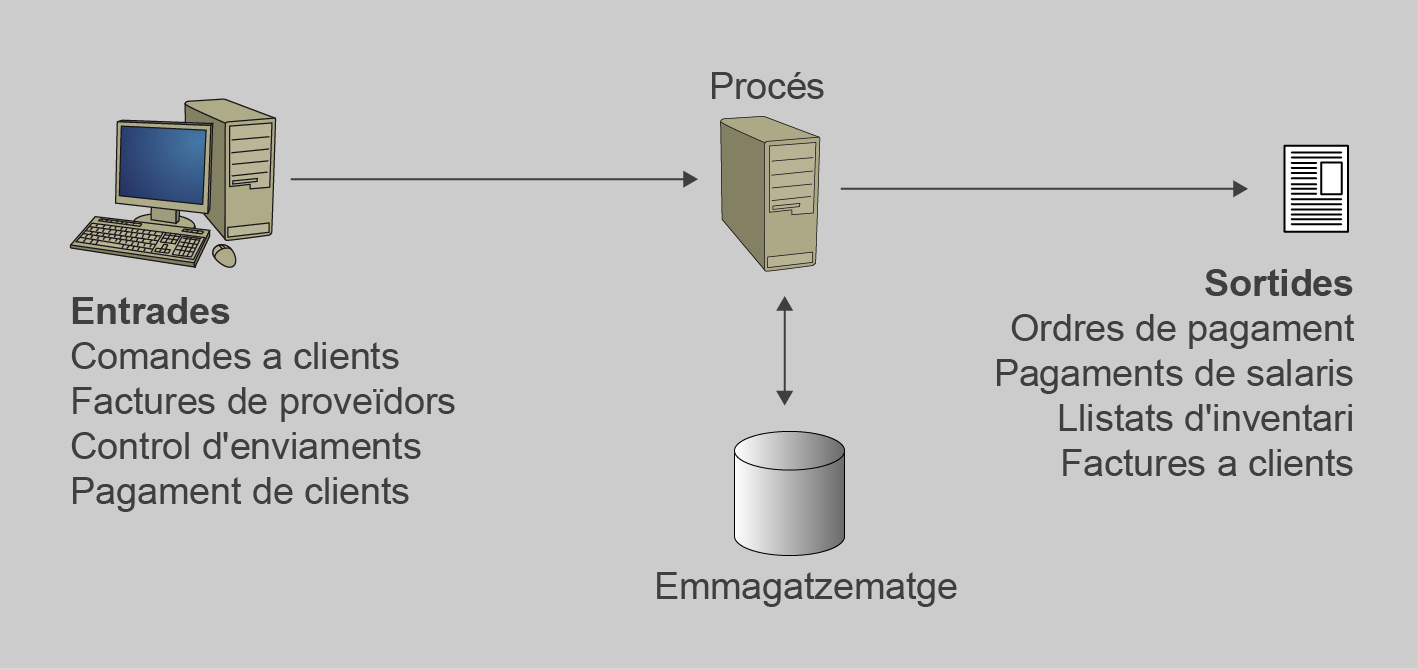 Procés
Entrades
Comandes a clients
Factures de proveïdors
Control d'enviaments
Pagament de clients
Sortides
Ordres de pagament
Pagaments de salaris
Llistats d'inventari
Factures a clients
Emmagatzematge